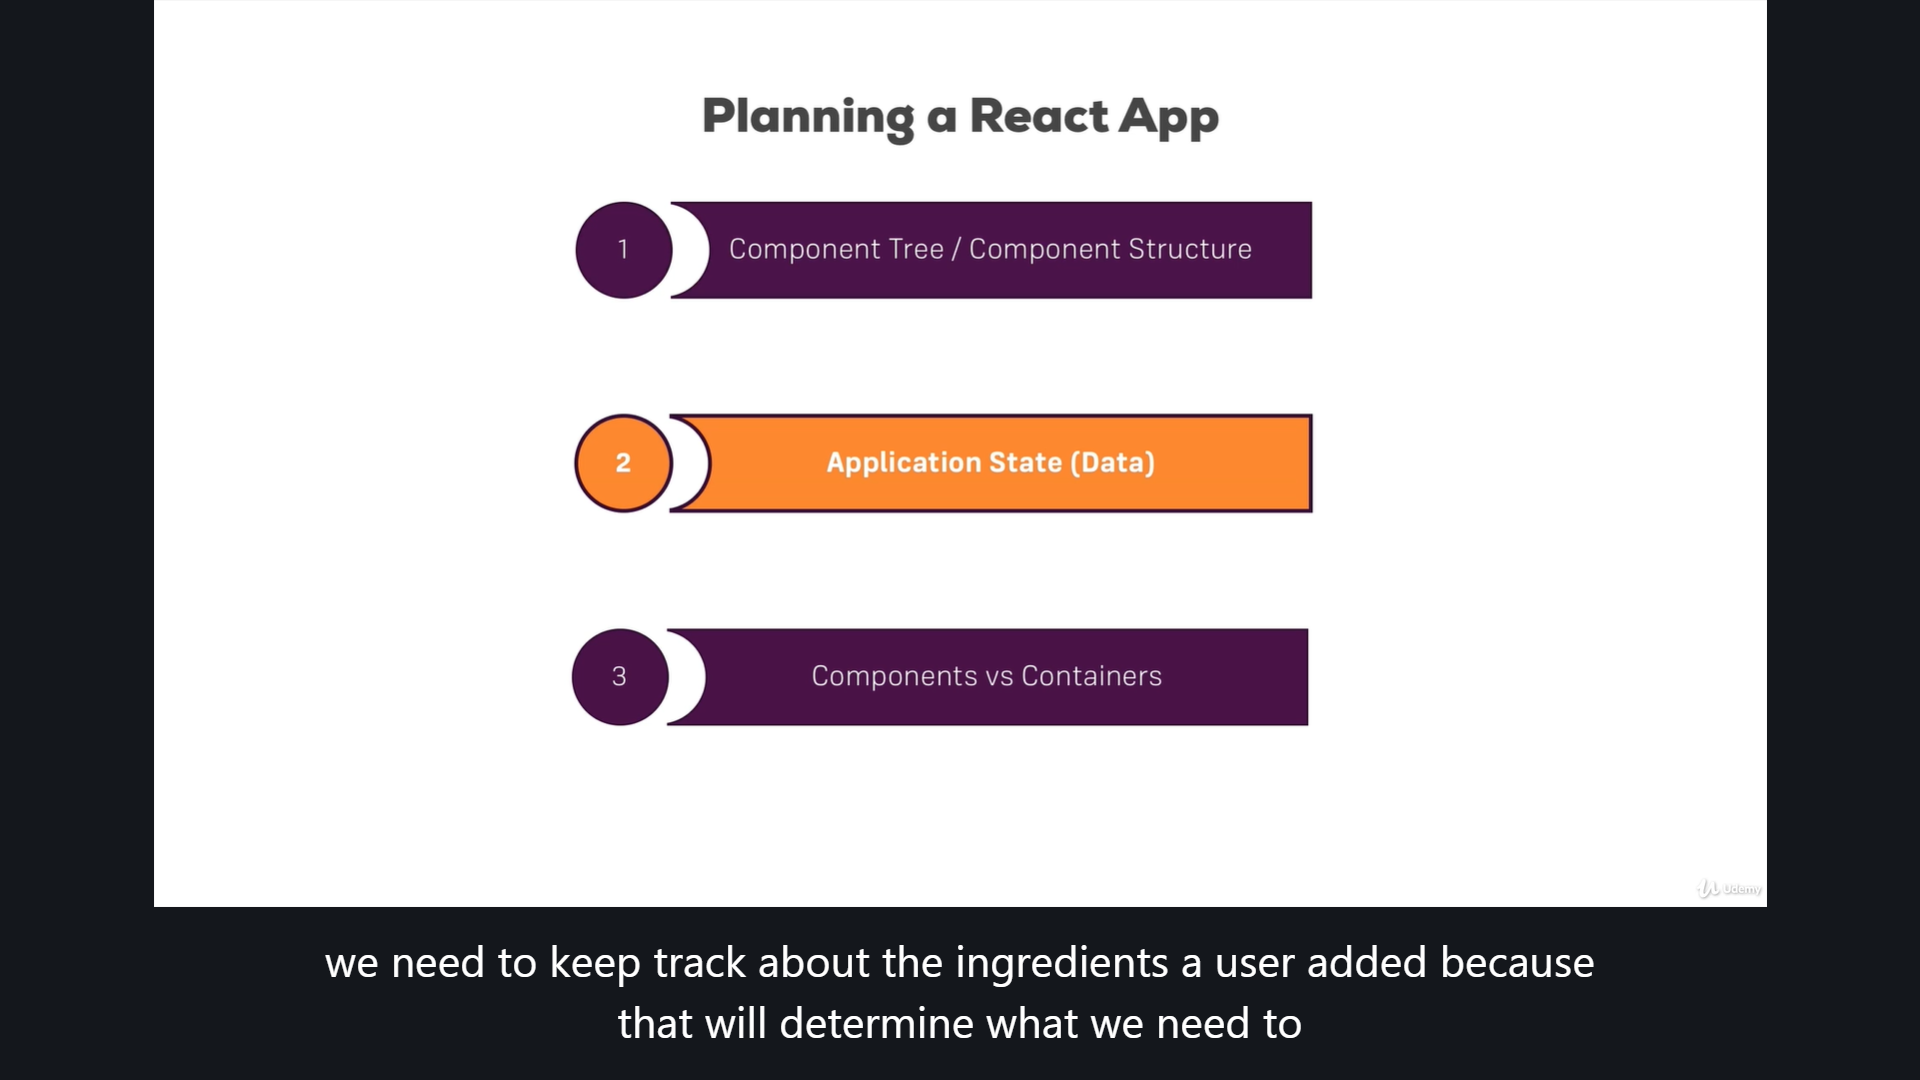 Planning a React App
1 Component Tree / Component Structure
2 Application State (Data)
3 Components vs Containers
Udemy
we need to keep track about the ingredients a user added because
that will determine what we need to